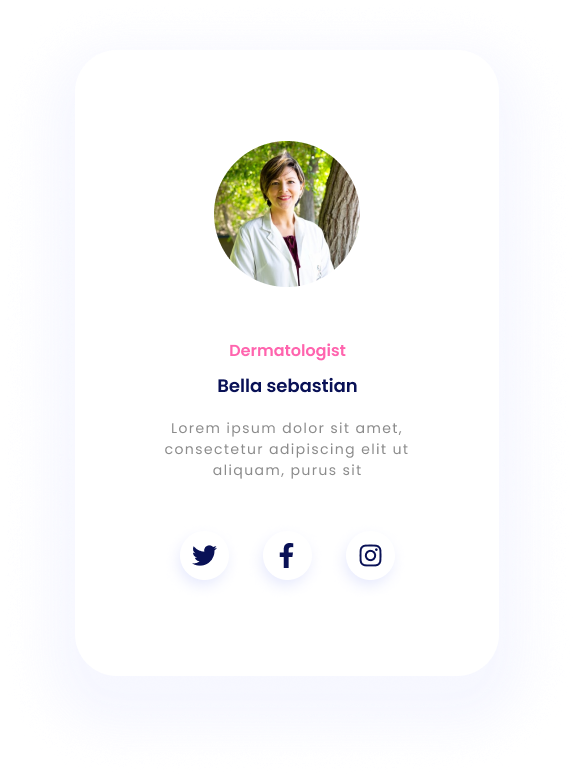 Dermatologist
Bella sebastian
Lorem ipsum dolor sit amet,
consectetur adipiscing elit ut
aliquam, purus sit